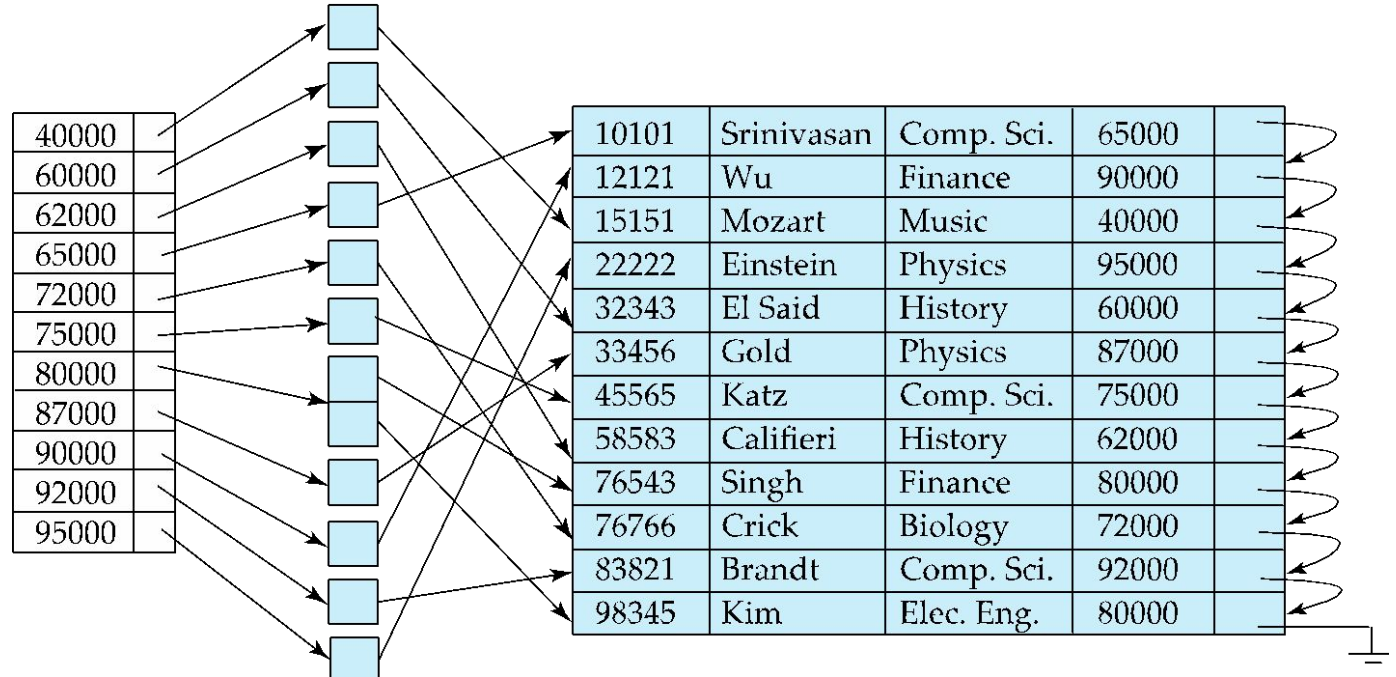 40000
60000
62000
65000
72000
75000
80000
87000
90000
92000
95000
10101 Srinivasan Comp. Sci. 65000
12121 Wu Finance 90000
15151 Mozart Music 40000
22222 Einstein Physics 95000
32343 El Said History 60000
33456 Gold Physics 87000
45565 Katz Comp. Sci. 75000
58583 Califieri History 62000
76543 Singh Finance 80000
76766 Crick Biology 72000
83821 Brandt Comp. Sci. 92000
98345 Kim Elec. Eng. 80000